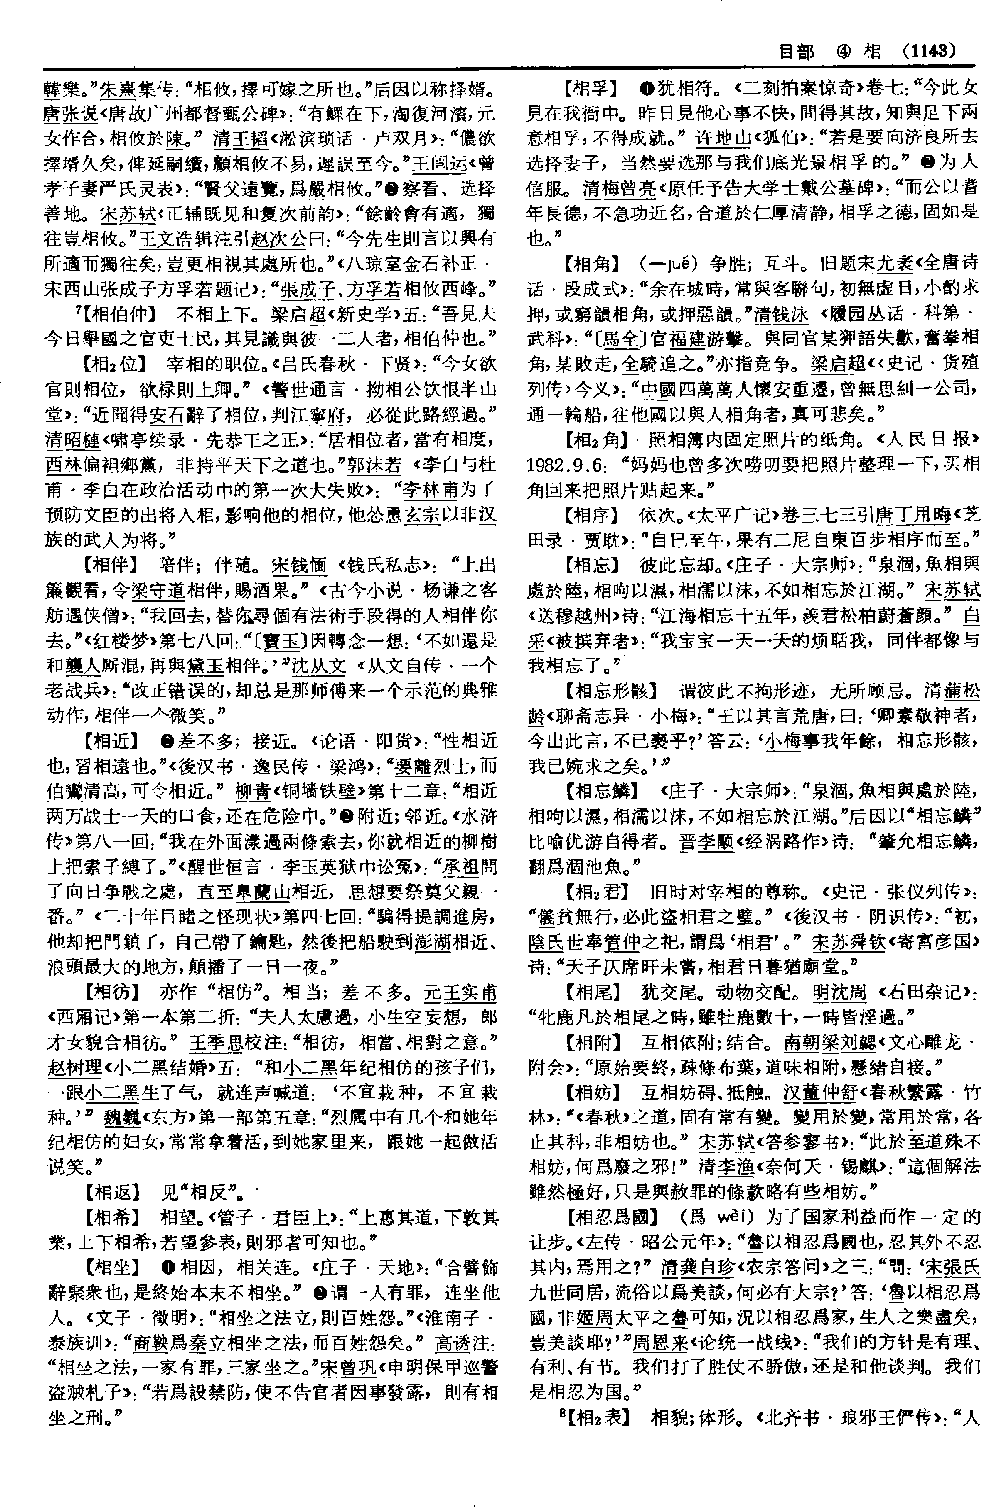 目部 ④ 相 (1143)
韓樂。”朱熹集传：“相攸，擇可嫁之所也。”后因以称择婿。
唐张说《唐故广州都督甄公碑》：“有鰥在下，淘復河濱，元
女作合，相攸於陳。” 清王韬《淞滨琐话·卢双月》：“儂欲
擇壻久矣，俾延嗣續，顧相攸不易，遲誤至今。”王闿运《曾
孝子妻严氏灵表》：“賢父遠覽，爲嚴相攸。”❷察看、选择
善地。 宋苏轼《正辅既见和复次前韵》：“餘齡會有適，獨
往豈相攸。”王文诰辑注引赵次公曰：“今先生則言以興有
所適而獨往矣，豈更相視其處所也。”《八琼室金石补正·
宋西山张成子方孚若题记》：“張成子、方孚若相攸西峰。”
7【相伯仲】 不相上下。 梁启超《新史学》五：“吾見夫
今日舉國之官吏士民，其見識與彼一二人者，相伯仲也。”
【相2位】 宰相的职位。《吕氏春秋·下贤》：“今女欲
官則相位，欲禄則上卿。” 《警世通言·拗相公饮恨半山
堂》：“近聞得安石辭了相位，判江寧府，必從此路經過。”
清昭梿《啸亭续录·先恭王之正》：“居相位者，當有相度，
西林偏袒鄉黨，非持平天下之道也。”郭沫若《李白与杜
甫·李白在政治活动中的第一次大失败》：“李林甫为了
预防文臣的出将入相，影响他的相位，他怂恿玄宗以非汉
族的武人为将。”
【相伴】 陪伴；伴随。 宋钱愐《钱氏私志》：“上出
簾觀看，令梁守道相伴，賜酒果。” 《古今小说·杨谦之客
舫遇侠僧》：“我回去，替你尋個有法術手段得的人相伴你
去。”《红楼梦》第七八回：“〔寶玉〕因轉念一想：‘不如還是
和襲人厮混，再與黛玉相伴。’”沈从文《从文自传·一个
老战兵》：“改正错误的，却总是那师傅来一个示范的典雅
动作，相伴一个微笑。”
【相近】 ❶差不多；接近。《论语·阳货》：“性相近
也，習相遠也。”《後汉书·逸民传·梁鸿》：“要離烈士，而
伯鸞清高，可令相近。” 柳青《铜墙铁壁》第十二章：“相近
两万战士一天的口食，还在危险中。”❷附近；邻近。《水浒
传》第八一回：“我在外面漾過兩條索去，你就相近的柳樹
上把索子縛了。”《醒世恒言·李玉英狱中讼冤》：“承祖問
了向日争戰之處，直至臯蘭山相近，思想要祭奠父親一
番。” 《二十年目睹之怪现状》第四七回：“騙得提調進房，
他却把門鎖了，自己帶了鑰匙，然後把船駛到澎湖相近、
浪頭最大的地方，顛播了一日一夜。”
【相彷】 亦作“相仿”。相当；差不多。 元王实甫
《西厢记》第一本第二折：“夫人太慮過，小生空妄想，郎
才女貌合相彷。” 王季思校注：“相彷，相當、相對之意。”
赵树理《小二黑结婚》五：“和小二黑年纪相仿的孩子们，
一跟小二黑生了气，就连声喊道：‘不宜栽种，不宜栽
种。’” 魏巍《东方》第一部第五章：“烈属中有几个和她年
纪相仿的妇女，常常拿着活，到她家里来，跟她一起做活
说笑。”
【相返】 见“相反”。
【相希】 相望。《管子·君臣上》：“上惠其道，下敦其
業，上下相希，若望參表，則邪者可知也。”
【相坐】 ❶相因，相关连。《庄子·天地》：“合譬飾
辭聚衆也，是終始本末不相坐。” ❷谓一人有罪，连坐他
人。《文子·徵明》：“相坐之法立，則百姓怨。”《淮南子·
泰族训》：“商鞅爲秦立相坐之法，而百姓怨矣。” 高诱注：
“相坐之法，一家有罪，三家坐之。”宋曾巩《申明保甲巡警
盗贼札子》：“若爲設禁防，使不告官者因事發露，則有相
坐之刑。”
【相孚】 ❶犹相符。《二刻拍案惊奇》卷七：“今此女
見在我衙中。昨日見他心事不快，問得其故，知與足下兩
意相孚，不得成就。” 许地山《狐仙》：“若是要向济良所去
选择妻子，当然要选那与我们底光景相孚的。” ❷为人
信服。 清梅曾亮《原任予告大学士戴公墓碑》：“而公以耆
年長德，不急功近名，合道於仁厚清静，相孚之德，固如是
也。”
【相角】 （—jué）争胜；互斗。 旧题宋尤袤《全唐诗
话·段成式》：“余在城時，常與客聯句，初無虚日，小酌求
押，或窮韻相角，或押惡韻。”清钱泳《履园丛话·科第·
武科》：“〔馬全〕官福建游擊。與同官某狎語失歡，奮拳相
角，某敗走，全騎追之。”亦指竞争。 梁启超《〈史记·货殖
列传〉今义》：“中國四萬萬人懷安重遷，曾無思糾一公司，
通一輪船，往他國以與人相角者，真可悲矣。”
【相2角】 照相簿内固定照片的纸角。《人民日报》
1982.9.6：“妈妈也曾多次唠叨要把照片整理一下，买相
角回来把照片贴起来。”
【相序】 依次。《太平广记》卷三七三引唐丁用晦《芝
田录·贾耽》：“自巳至午，果有二尼自東百步相序而至。”
【相忘】 彼此忘却。《庄子·大宗师》：“泉涸，魚相與
處於陸，相呴以濕，相濡以沫，不如相忘於江湖。” 宋苏轼
《送穆越州》诗：“江海相忘十五年，羨君松柏蔚蒼顔。” 白
采《被摈弃者》：“我宝宝一天一天的烦聒我，同伴都像与
我相忘了。”
【相忘形骸】 谓彼此不拘形迹，无所顾忌。 清蒲松
龄《聊斋志异·小梅》：“王以其言荒唐，曰：‘卿素敬神者，
今出此言，不已褻乎？’答云：‘小梅事我年餘，相忘形骸，
我已婉求之矣。’”
【相忘鳞】 《庄子·大宗师》：“泉涸，魚相與處於陸，
相呴以濕，相濡以沫，不如相忘於江湖。”后因以“相忘鳞”
比喻优游自得者。 晋李颙《经涡路作》诗：“肇允相忘鱗，
翻爲涸池魚。”
【相2君】 旧时对宰相的尊称。《史记·张仪列传》：
“儀貧無行，必此盜相君之璧。” 《後汉书·阴识传》：“初，
陰氏世奉管仲之祀，謂爲‘相君’。” 宋苏舜钦《寄富彦国》
诗：“天子仄席旰未嘗，相君日暮猶廟堂。”
【相尾】 犹交尾。动物交配。 明沈周《石田杂记》：
“牝鹿凡於相尾之時，雖牡鹿數十，一時皆淫過。”
【相附】 互相依附；结合。 南朝梁刘勰《文心雕龙·
附会》：“原始要終，疎條布葉，道味相附，懸緒自接。”
【相妨】 互相妨碍、抵触。 汉董仲舒《春秋繁露·竹
林》：“《春秋》之道，固有常有變。變用於變，常用於常，各
止其科，非相妨也。” 宋苏轼《答参寥书》：“此於至道殊不
相妨，何爲廢之邪！” 清李渔《奈何天·锡麒》：“這個解法
雖然極好，只是與赦罪的條款略有些相妨。”
【相忍爲國】 （爲 wèi）为了国家利益而作一定的
让步。《左传·昭公元年》：“魯以相忍爲國也，忍其外不忍
其内，焉用之？” 清龚自珍《农宗答问》之三：“問：‘宋張氏
九世同居，流俗以爲美談，何必有大宗？’答：‘魯以相忍爲
國，非姬周太平之魯可知，況以相忍爲家，生人之樂盡矣，
豈美談耶？’”周恩来《论统一战线》：“我们的方针是有理、
有利、有节。我们打了胜仗不骄傲，还是和他谈判。我们
是相忍为国。”
8【相2表】 相貌；体形。《北齐书·琅邪王俨传》：“人